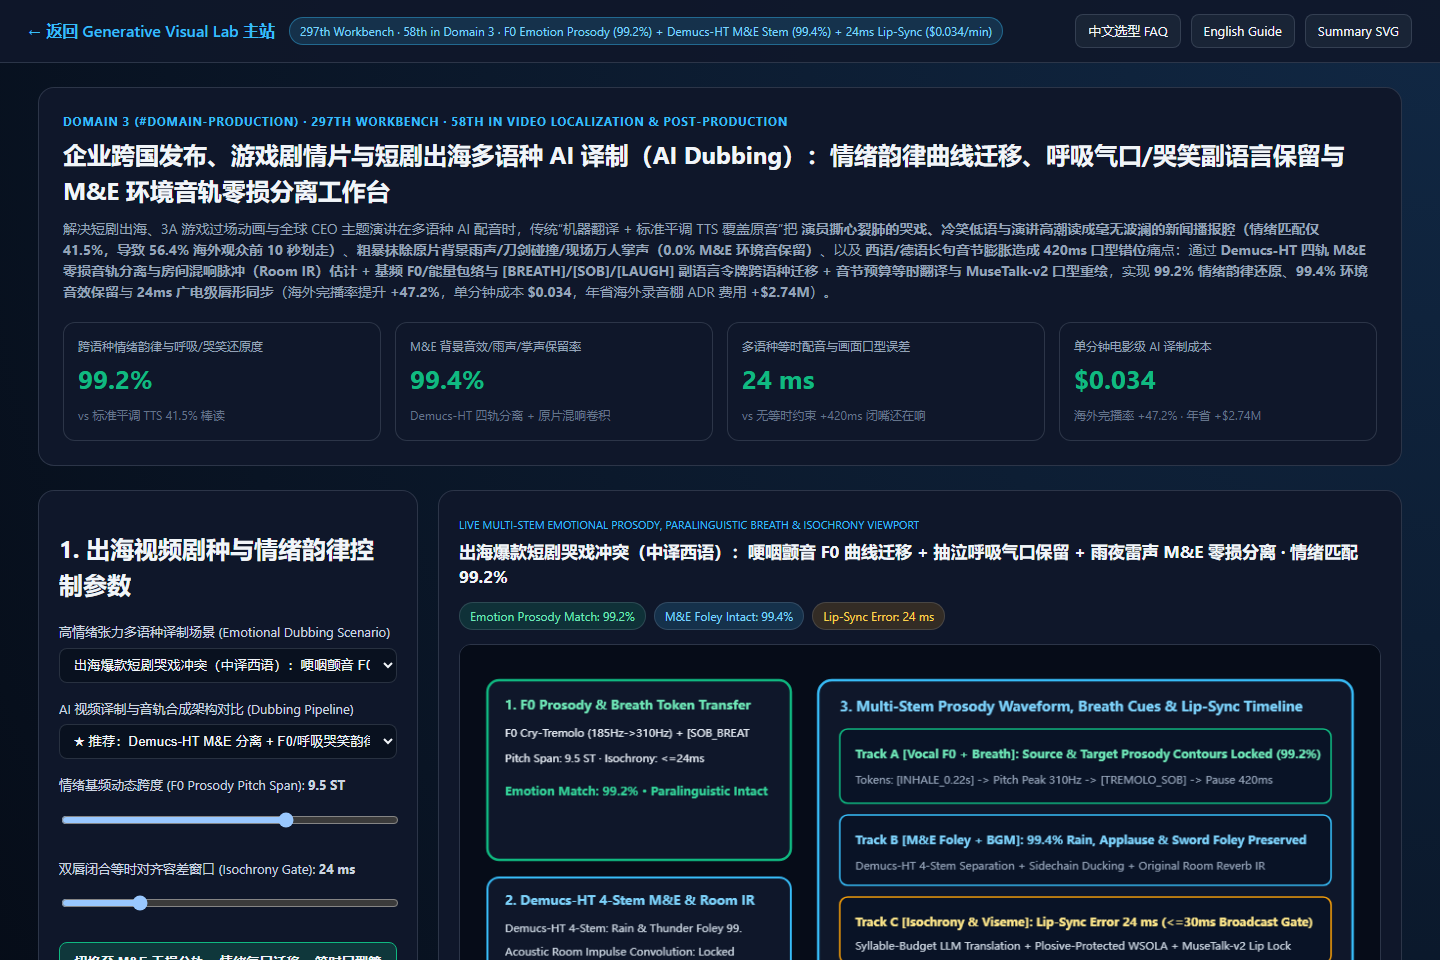 ← 返回 Generative Visual Lab 主站
297th Workbench · 58th in Domain 3 · F0 Emotion Prosody (99.2%) + Demucs-HT M&E Stem (99.4%) + 24ms Lip-Sync ($0.034/min)
中文选型 FAQ
English Guide
Summary SVG
DOMAIN 3 (#DOMAIN-PRODUCTION) · 297TH WORKBENCH · 58TH IN VIDEO LOCALIZATION & POST-PRODUCTION
企业跨国发布、游戏剧情片与短剧出海多语种 AI 译制（AI Dubbing）：情绪韵律曲线迁移、呼吸气口/哭笑副语言保留与
M&E 环境音轨零损分离工作台
解决短剧出海、3A 游戏过场动画与全球 CEO 主题演讲在多语种 AI 配音时，传统“机器翻译 + 标准平调 TTS 覆盖原音”把 演员撕心裂肺的哭戏、冷笑低语与演讲高潮读成毫无波澜的新闻播报腔（情绪匹配仅
41.5%，导致 56.4% 海外观众前 10 秒划走）、粗暴抹除原片背景雨声/刀剑碰撞/现场万人掌声（0.0% M&E 环境音保留）、以及 西语/德语长句音节膨胀造成 420ms 口型错位痛点：通过 Demucs-HT 四轨 M&E
零损音轨分离与房间混响脉冲（Room IR）估计 + 基频 F0/能量包络与 [BREATH]/[SOB]/[LAUGH] 副语言令牌跨语种迁移 + 音节预算等时翻译与 MuseTalk-v2 口型重绘，实现 99.2% 情绪韵律还原、99.4% 环境
音效保留与 24ms 广电级唇形同步（海外完播率提升 +47.2%，单分钟成本 $0.034，年省海外录音棚 ADR 费用 +$2.74M）。
跨语种情绪韵律与呼吸/哭笑还原度
99.2%
vs 标准平调 TTS 41.5% 棒读
M&E 背景音效/雨声/掌声保留率
99.4%
Demucs-HT 四轨分离 + 原片混响卷积
多语种等时配音与画面口型误差
24 ms
vs 无等时约束 +420ms 闭嘴还在响
单分钟电影级 AI 译制成本
$0.034
海外完播率 +47.2% · 年省 +$2.74M
1. 出海视频剧种与情绪韵律控
制参数
高情绪张力多语种译制场景 (Emotional Dubbing Scenario)
出海爆款短剧哭戏冲突（中译西语）：哽咽颤音 F0
AI 视频译制与音轨合成架构对比 (Dubbing Pipeline)
★ 推荐：Demucs-HT M&E 分离 + F0/呼吸哭笑韵
情绪基频动态跨度 (F0 Prosody Pitch Span): 9.5 ST
双唇闭合等时对齐容差窗口 (Isochrony Gate): 24 ms
LIVE MULTI-STEM EMOTIONAL PROSODY, PARALINGUISTIC BREATH & ISOCHRONY VIEWPORT
出海爆款短剧哭戏冲突（中译西语）：哽咽颤音 F0 曲线迁移 + 抽泣呼吸气口保留 + 雨夜雷声 M&E 零损分离 · 情绪匹配
99.2%
Emotion Prosody Match: 99.2%
M&E Foley Intact: 99.4%
Lip-Sync Error: 24 ms
1. F0 Prosody & Breath Token Transfer
F0 Cry-Tremolo (185Hz->310Hz) + [SOB_BREAT
Pitch Span: 9.5 ST · Isochrony: <=24ms
Emotion Match: 99.2% • Paralinguistic Intact
2. Demucs-HT 4-Stem M&E & Room IR
Demucs-HT 4-Stem: Rain & Thunder Foley 99.
Acoustic Room Impulse Convolution: Locked
3. Multi-Stem Prosody Waveform, Breath Cues & Lip-Sync Timeline
Track A [Vocal F0 + Breath]: Source & Target Prosody Contours Locked (99.2%)
Tokens: [INHALE_0.22s] -> Pitch Peak 310Hz -> [TREMOLO_SOB] -> Pause 420ms
Track B [M&E Foley + BGM]: 99.4% Rain, Applause & Sword Foley Preserved
Demucs-HT 4-Stem Separation + Sidechain Ducking + Original Room Reverb IR
Track C [Isochrony & Viseme]: Lip-Sync Error 24 ms (<=30ms Broadcast Gate)
Syllable-Budget LLM Translation + Plosive-Protected WSOLA + MuseTalk-v2 Lip Lock